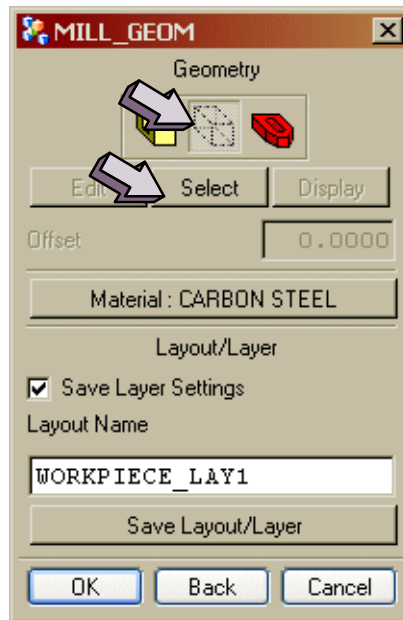 MILL_GEOM
Geometry
Edit Select Display
Offset 0.0000
Material : CARBON STEEL
Layout/Layer
Save Layer Settings
Layout Name
WORKPIECE_LAY1
Save Layout/Layer
OK Back Cancel